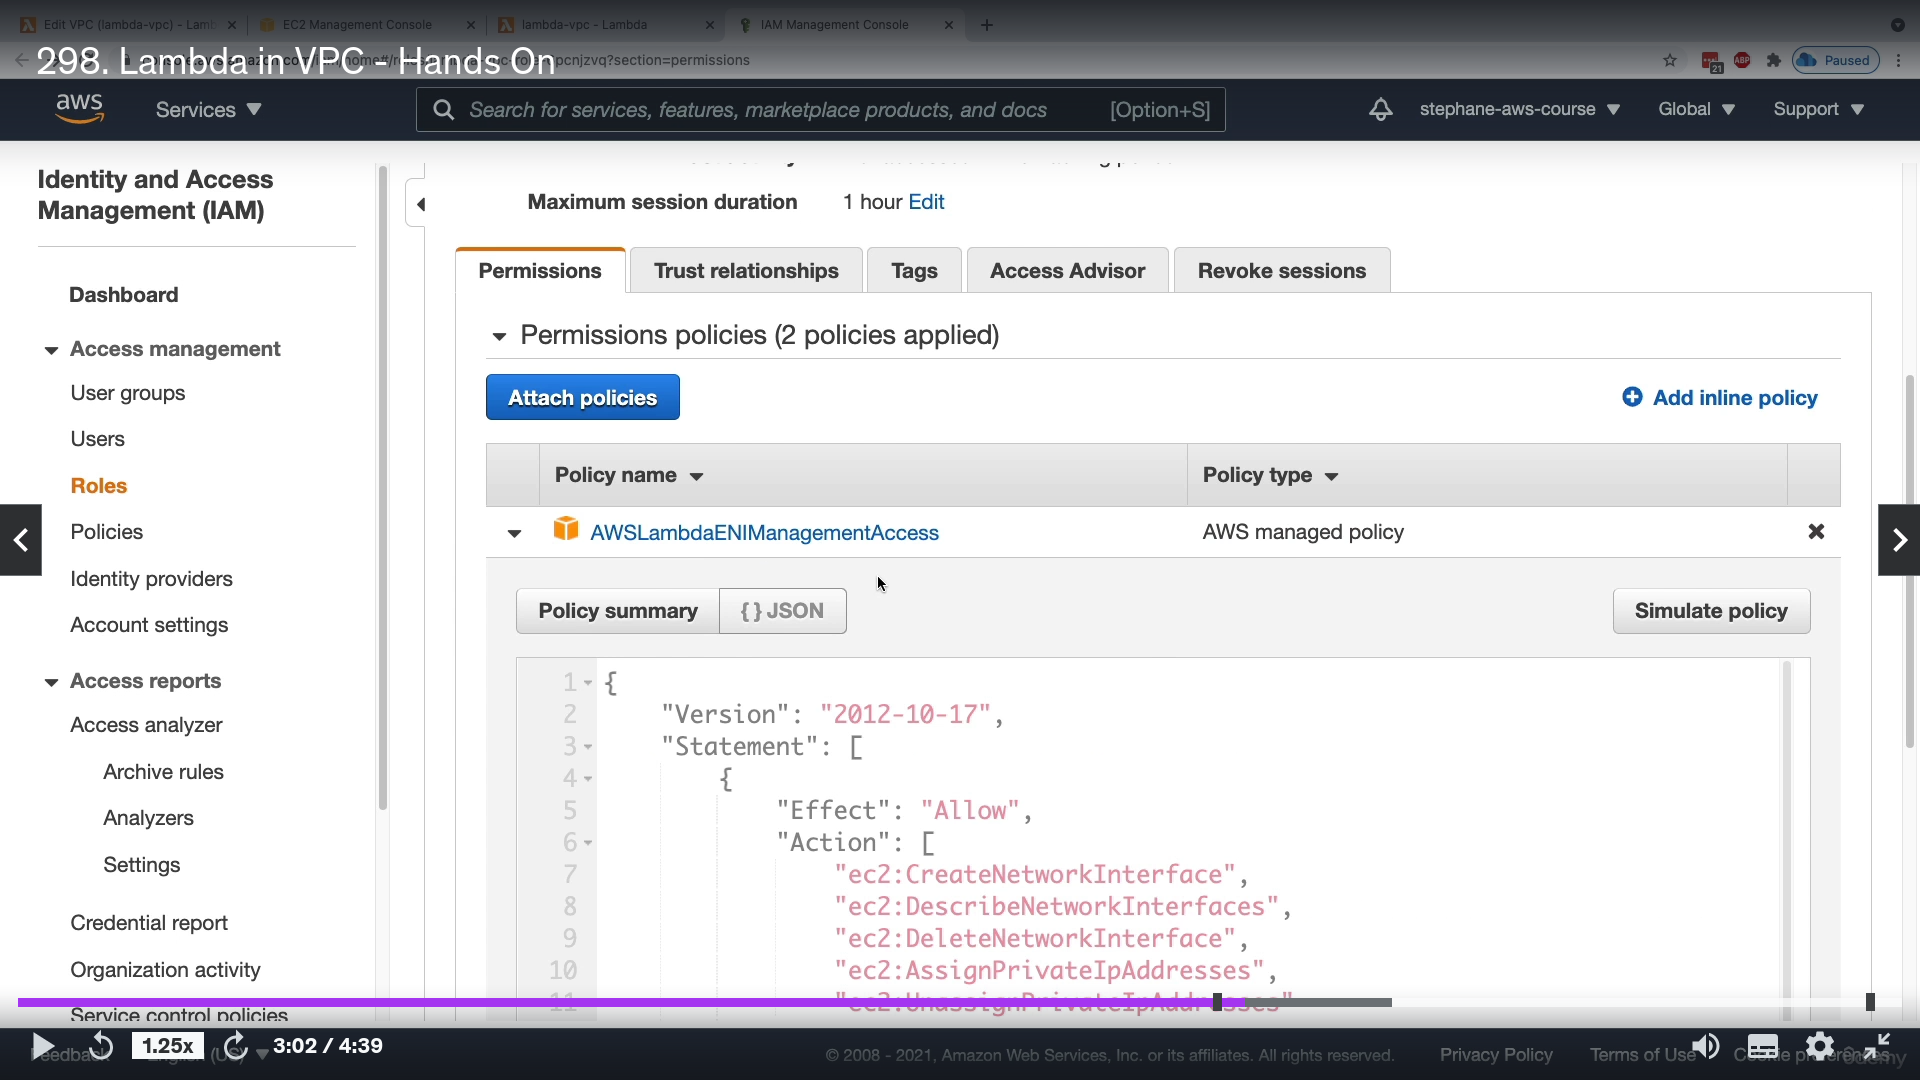 Edit VPC (lambda-vpc) - Lamb
EC2 Management Console
lambda-vpc - Lambda
IAM Management Console
298. Lambda in VPC - Hands On
pcnjzvq?section=permissions
21
ABP
Paused
aws
Services
Search for services, features, marketplace products, and docs
[Option+S]
stephane-aws-course
Global
Support
Identity and Access
Management (IAM)
Dashboard
Access management
User groups
Users
Roles
Policies
Identity providers
Account settings
Access reports
Access analyzer
Archive rules
Analyzers
Settings
Credential report
Organization activity
Service control policies
Maximum session duration 1 hour Edit
Permissions
Trust relationships
Tags
Access Advisor
Revoke sessions
Permissions policies (2 policies applied)
Attach policies
Add inline policy
Policy name
Policy type
AWSLambdaENIManagementAccess
AWS managed policy
Policy summary
{ } JSON
Simulate policy
1 {
2 "Version": "2012-10-17",
3 "Statement": [
4 {
5 "Effect": "Allow",
6 "Action": [
7 "ec2:CreateNetworkInterface",
8 "ec2:DescribeNetworkInterfaces",
9 "ec2:DeleteNetworkInterface",
10 "ec2:AssignPrivateIpAddresses",
11 "ec2:UnassignPrivateIpAddresses"
1.25x
3:02 / 4:39
Feedback
English (US)
© 2008 - 2021, Amazon Web Services, Inc. or its affiliates. All rights reserved.
Privacy Policy
Terms of Use
Cookie preferences
udemy